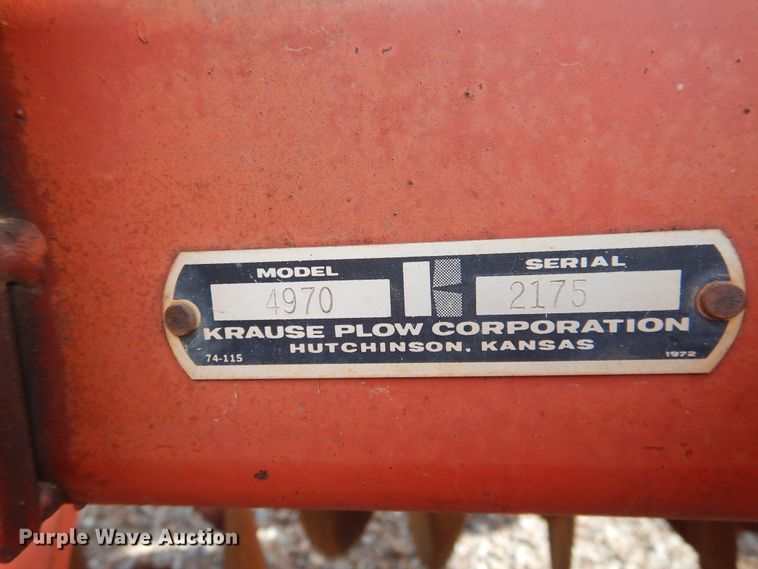 MODEL SERIAL
4970 2175
KRAUSE PLOW CORPORATION
HUTCHINSON, KANSAS
74-115 1972
Purple Wave Auction®